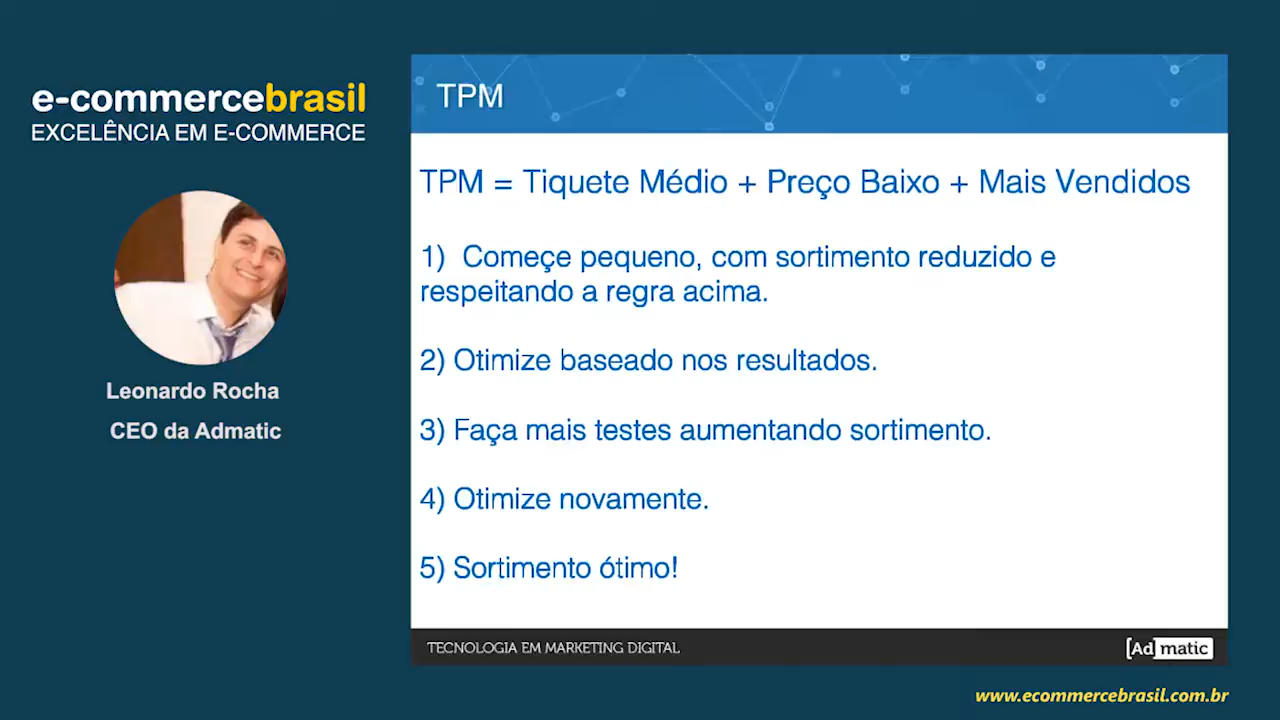 e-commercebrasil
EXCELÊNCIA EM E-COMMERCE
Leonardo Rocha
CEO da Admatic
TPM
TPM = Tiquete Médio + Preço Baixo + Mais Vendidos
1) Começe pequeno, com sortimento reduzido e
respeitando a regra acima.
2) Otimize baseado nos resultados.
3) Faça mais testes aumentando sortimento.
4) Otimize novamente.
5) Sortimento ótimo!
TECNOLOGIA EM MARKETING DIGITAL
[Ad]matic
www.ecommercebrasil.com.br